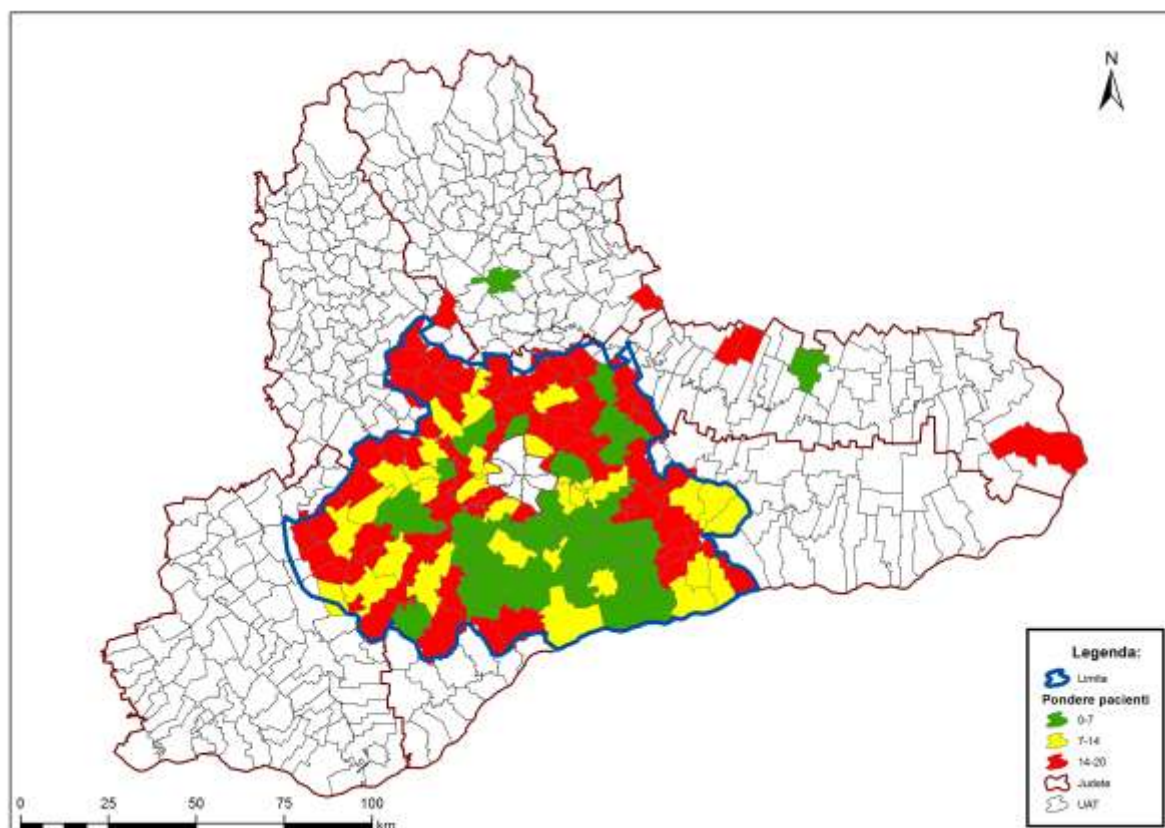 N
Legenda:
Limita
Pondere pacienti
0-7
7-14
14-20
Judete
UAT
0 25 50 75 100
km